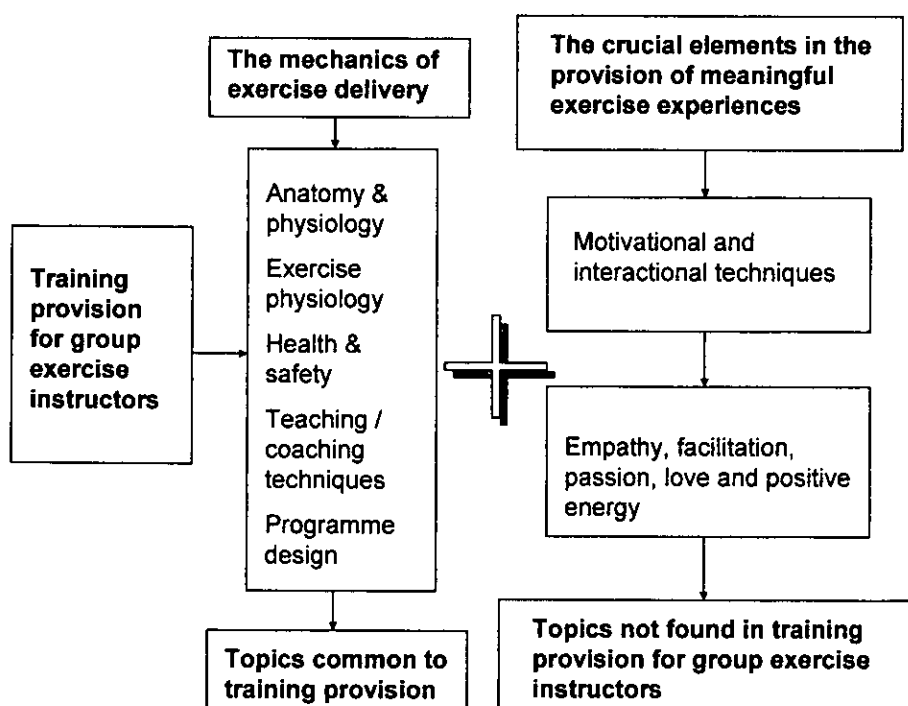 The mechanics of
exercise delivery
The crucial elements in the
provision of meaningful
exercise experiences
Training
provision
for group
exercise
instructors
Anatomy &
physiology
Exercise
physiology
Health &
safety
Teaching /
coaching
techniques
Programme
design
Motivational and
interactional techniques
Empathy, facilitation,
passion, love and positive
energy
Topics common to
training provision
Topics not found in training
provision for group exercise
instructors